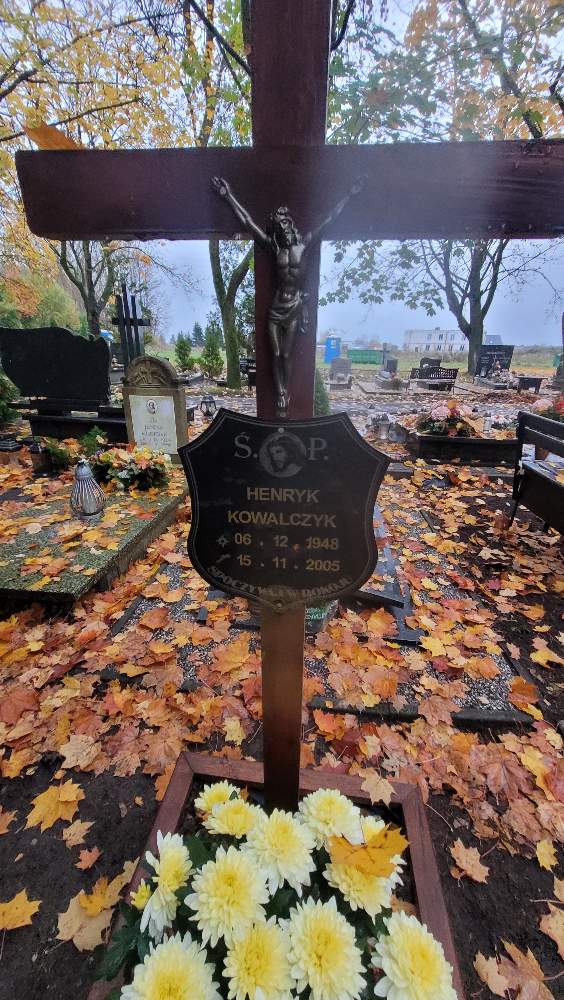 Ś. P.
HENRYK
KOWALCZYK
06 . 12 . 1948
15 . 11 . 2005
SPOCZYWAJ W POKOJU